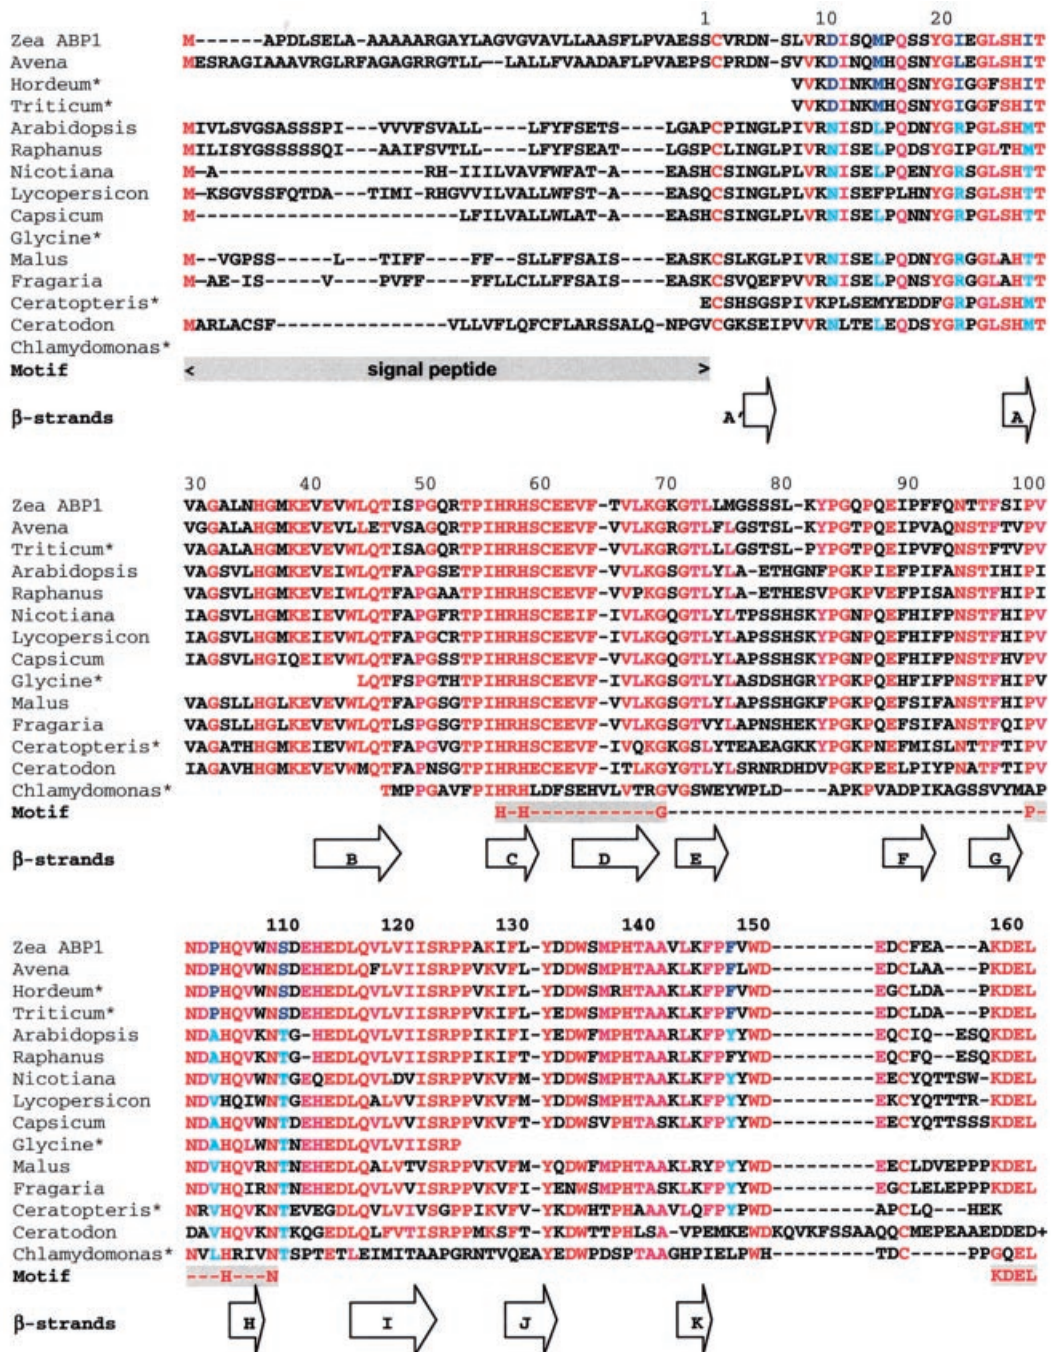 1 10 20
Zea ABP1 M------APDLSELA-AAAAARGAYLAGVGVAVLLAASFLPVAESSCVRDN-SLVRDISQMPQSSYGIEGLSHIT
Avena MESRAGIAAAVRGLRFAGAGRRGTLL--LALLFVAADAFLPVAEPSCPRDN-SVVKDINQMHQSNYGLEGLSHIT
Hordeum* VVKDINKMHQSNYGIGGFSHIT
Triticum* VVKDINKMHQSNYGIGGFSHIT
Arabidopsis MIVLSVGSASSSPI---VVVFSVALL----LFYFSETS----LGAPCPINGLPIVRNISDLPQDNYGRPGLSHMT
Raphanus MILISYGSSSSSQI---AAIFSVTLL----LFYFSEAT----LGSPCLINGLPIVRNISELPQDSYGIPGLTHMT
Nicotiana M-A------------------RH-IIILVAVFWFAT-A----EASHCSINGLPLVRNISELPQENYGRSGLSHTT
Lycopersicon M-KSGVSSFQTDA--TIMI-RHGVVILVALLWFST-A----EASQCSINGLPIVRNISEFPLHNYGRSGLSHTT
Capsicum M-----------------------LFILVALLWLAT-A----EASHCSINGLPLVRNISELPQNNYGRPGLSHTT
Glycine*
Malus M--VGPSS-----L---TIFF---FF--SLLFFSAIS----EASKCSLKGLPIVRNISELPQDNYGRGGLAHTT
Fragaria M-AE-IS------V---PVFF---FFLLCLLFFSAIS----EASKCSVQEFPVVRNISELPQSNYGRGGLAHTT
Ceratopteris* ECSHSGSPIVKPLSEMYEDDFGRPGLSHMT
Ceratodon MARLACSF---------------VLLVFLQFCFLARSSALQ-NPGVCGKSEIPVVRNLTELEQDSYGRPGLSHMT
Chlamydomonas*
Motif < signal peptide >
β-strands A' A
30 40 50 60 70 80 90 100
Zea ABP1 VAGALNHGMKEVEVWLQTISPGQRTPIHRHSCEEVF-TVLKGKGTLLMGSSSL-KYPGQPQEIPFFQNTTFSIPV
Avena VGGALAHGMKEVEVLLETVSAGQRTPIHRHSCEEVF-TVLKGRGTLFLGSTSL-KYPGTPQEIPVAQNSTFTVPV
Triticum* VAGALAHGMKEVEVWLQTISAGQRTPIHRHSCEEVF-VVLKGRGTLLLGSTSL-PYPGTPQEIPVFQNSTFTVPV
Arabidopsis VAGSVLHGMKEVEIWLQTFAPGSETPIHRHSCEEVF-VVLKGSGTLYLA-ETHGNFPGKPIEFPIFANSTIHIPI
Raphanus VAGSVLHGMKEVEIWLQTFAPGAATPIHRHSCEEVF-VVPKGSGTLYLA-ETHESVPGKPVEFPISANSTFHIPI
Nicotiana IAGSVLHGMKEIEVWLQTFAPGFRTPIHRHSCEEIF-IVLKGQGTLYLTPSSHSKYPGNPQEFHIFPNSTFHIPV
Lycopersicon IAGSVLHGMKEIEVWLQTFAPGCRTPIHRHSCEEVF-VVLKGQGTLYLAPSSHSKYPGNPQEFHIFPNSTFHIPV
Capsicum IAGSVLHGIQEIEVWLQTFAPGSSTPIHRHSCEEVF-VVLKGQGTLYLAPSSHSKYPGNPQEFHIFPNSTFHVPV
Glycine* LQTFSPGTHTPIHRHSCEEVF-VVLKGSGTLYLASDSHGRYPGKPQEHFIFPNSTFHIPV
Malus VAGSLLHGLKEVEVWLQTFSPGSGTPIHRHSCEEVF-VVLKGSGTLYLAPSSHGKFPGKPQEFSIFANSTFHIPV
Fragaria VAGSLLHGLKEVEVWLQTLSPGSGTPIHRHSCEEVF-VVLKGSGTVYLAPNSHEKYPGKPQEFSIFANSTFQIPV
Ceratopteris* VAGATHHGMKEIEVWLQTFAPGVGTPIHRHSCEEVF-IVQKGKGSLYTEAEAGKKYPGKPNEFMISLNTTFTIPV
Ceratodon IAGAVHHGMKEVEVWMQTFAPNSGTPIHRHECEEVF-ITLKGYGTLYLSRNRDHDVPGKPEELPIYPNATFTIPV
Chlamydomonas* TMPPGAVFPIHRHLDFSEHVLVTRGVGSWEYWPLD----APKPVADPIKAGSSVYMAP
Motif H-H-----------G------------------------------P-
β-strands B C D E F G
110 120 130 140 150 160
Zea ABP1 NDPHQVWNSDEHEDLQVLVIISRPPAKIFL-YDDWSMPHTAAVLKFPFVWD---------EDCFEA---AKDEL
Avena NDPHQVWNSDEHEDLQFLVIISRPPVKVFL-YDDWSMPHTAAKLKFPFLWD---------EDCLAA---PKDEL
Hordeum* NDPHQVWNSDEHEDLQVLVIISRPPVKIFL-YDDWSMRHTAAKLKFPFVWD---------EGCLDA---PKDEL
Triticum* NDPHQVWNSDEHEDLQVLVIISRPPVKIFL-YEDWSMPHTAAKLKFPFVWD---------EDCLDA---PKDEL
Arabidopsis NDAHQVKNTG-HEDLQVLVIISRPPIKIFI-YEDWFMPHTAARLKFPYYWD---------EQCIQ--ESQKDEL
Raphanus NDAHQVKNTG-HEDLQVLVIISRPPIKIFT-YDDWFMPHTAARLKFPFYWD---------EQCFQ--ESQKDEL
Nicotiana NDVHQVWNTGEQEDLQVLDVISRPPVKVFM-YDDWSMPHTAAKLKFPYYWD---------EECYQTTSW-KDEL
Lycopersicon NDVHQIWNTGEHEDLQALVVISRPPVKVFM-YDDWSMPHTAAKLKFPYYWD---------EKCYQTTTR-KDEL
Capsicum NDAHQVWNTDEHEDLQVLVVISRPPVKVFM-YDDWSVPHTASKLKFPYYWD---------EECYQTTSSSKDEL
Glycine* NDAHQLWNTNEHEDLQVLVIISRP
Malus NDVHQVRNTNEHEDLQALVTVSRPPVKVFM-YQDWFMPHTAAKLRYPYYWD---------EECLDVEPPPKDEL
Fragaria NDVHQIRNTNEHEDLQVLVVISRPPVKVFI-YENWSMPHTASKLKFPYYWD---------EGCLELEPPPKDEL
Ceratopteris* NRVHQVKNTEVEGDLQVLVIVSGPPIKVFV-YKDWHTPHAAAVLQFPYYWD---------APCLQ---HEK
Ceratodon DAVHQVKNTKQGEDLQLFVTISRPPMKSFT-YKDWTTPHLSA-VPEMKEWDKQVKFSSAAQQCMEPEAAEDDED+
Chlamydomonas* NVLHRIVNTSPTETLEIMITAAPGRNTVQEAYEDWPDSPTAAGHPIELPWH---------TDC-----PPGQEL
Motif ---H---N KDEL
β-strands H I J K